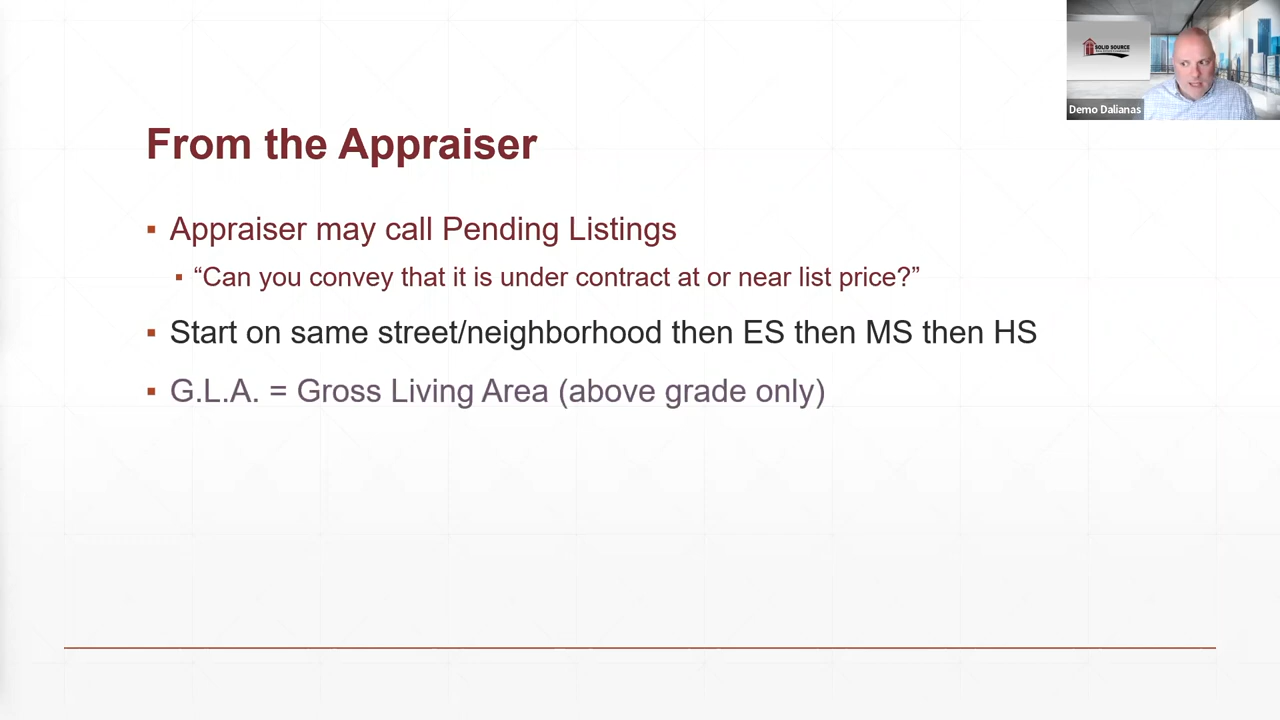 SOLID SOURCE
Demo Dalianas
From the Appraiser
▪ Appraiser may call Pending Listings
▪ “Can you convey that it is under contract at or near list price?”
▪ Start on same street/neighborhood then ES then MS then HS
▪ G.L.A. = Gross Living Area (above grade only)